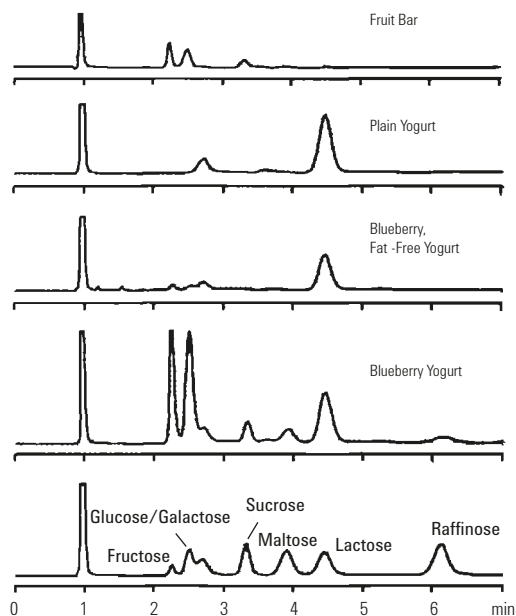 Fruit Bar
Plain Yogurt
Blueberry,
Fat -Free Yogurt
Blueberry Yogurt
Sucrose
Glucose/Galactose
Maltose
Lactose
Raffinose
Fructose
0 1 2 3 4 5 6 min